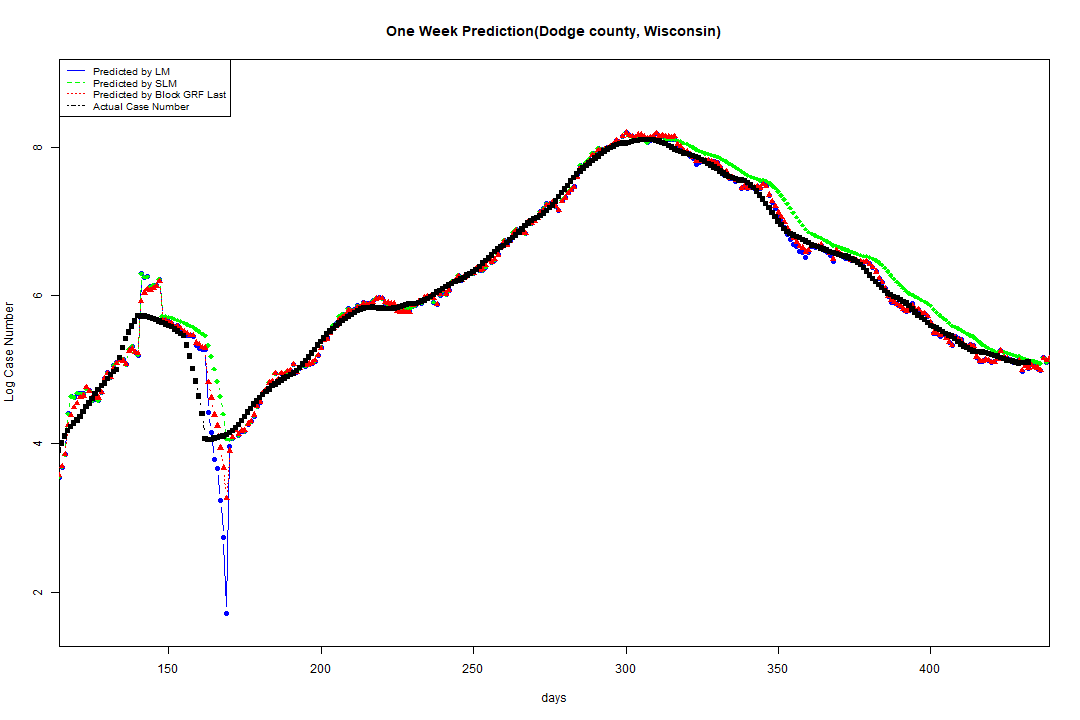 One Week Prediction(Dodge county, Wisconsin)
Predicted by LM
Predicted by SLM
Predicted by Block GRF Last
Actual Case Number
8
6
4
2
Log Case Number
150 200 250 300 350 400
days